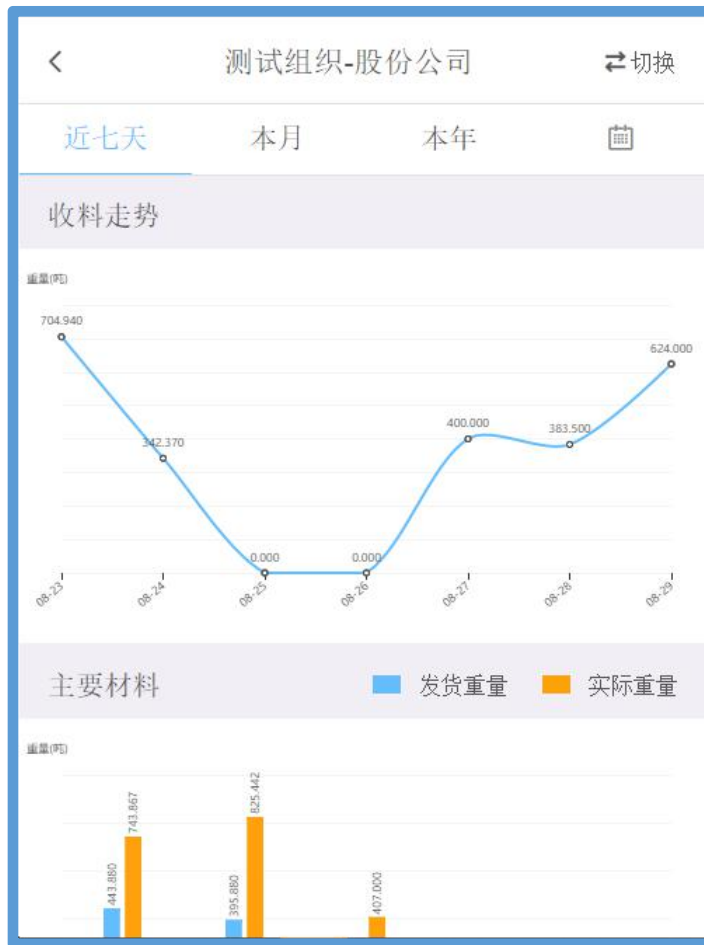 测试组织-股份公司 切换
近七天 本月 本年
收料走势
重量(吨)
704.940
624.000
400.000
383.500
342.370
0.000 0.000
08-23 08-24 08-25 08-26 08-27 08-28 08-29
主要材料 发货重量 实际重量
重量(吨)
443.880 743.867 395.880 825.442 407.000